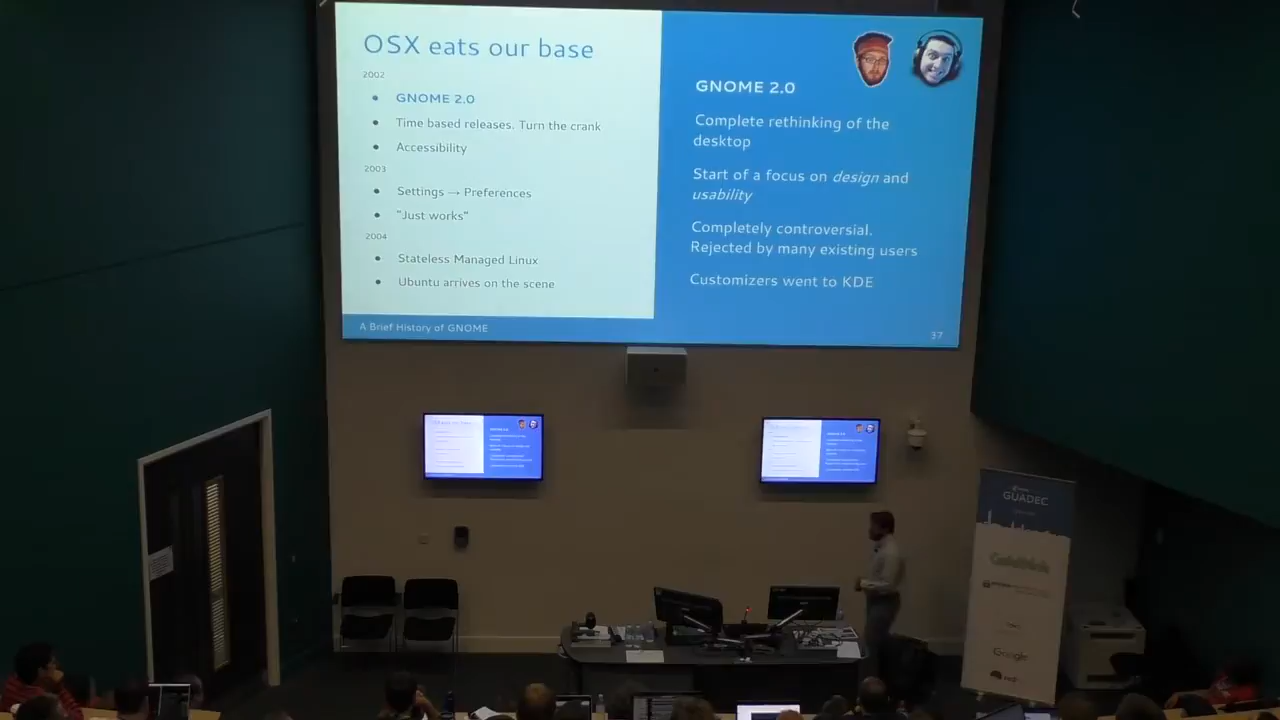 OSX eats our base
2002
• GNOME 2.0
• Time based releases. Turn the crank
• Accessibility
2003
• Settings → Preferences
• "Just works"
2004
• Stateless Managed Linux
• Ubuntu arrives on the scene
A Brief History of GNOME
GNOME 2.0
Complete rethinking of the
desktop
Start of a focus on design and
usability
Completely controversial.
Rejected by many existing users
Customizers went to KDE
37
GUADEC
Google